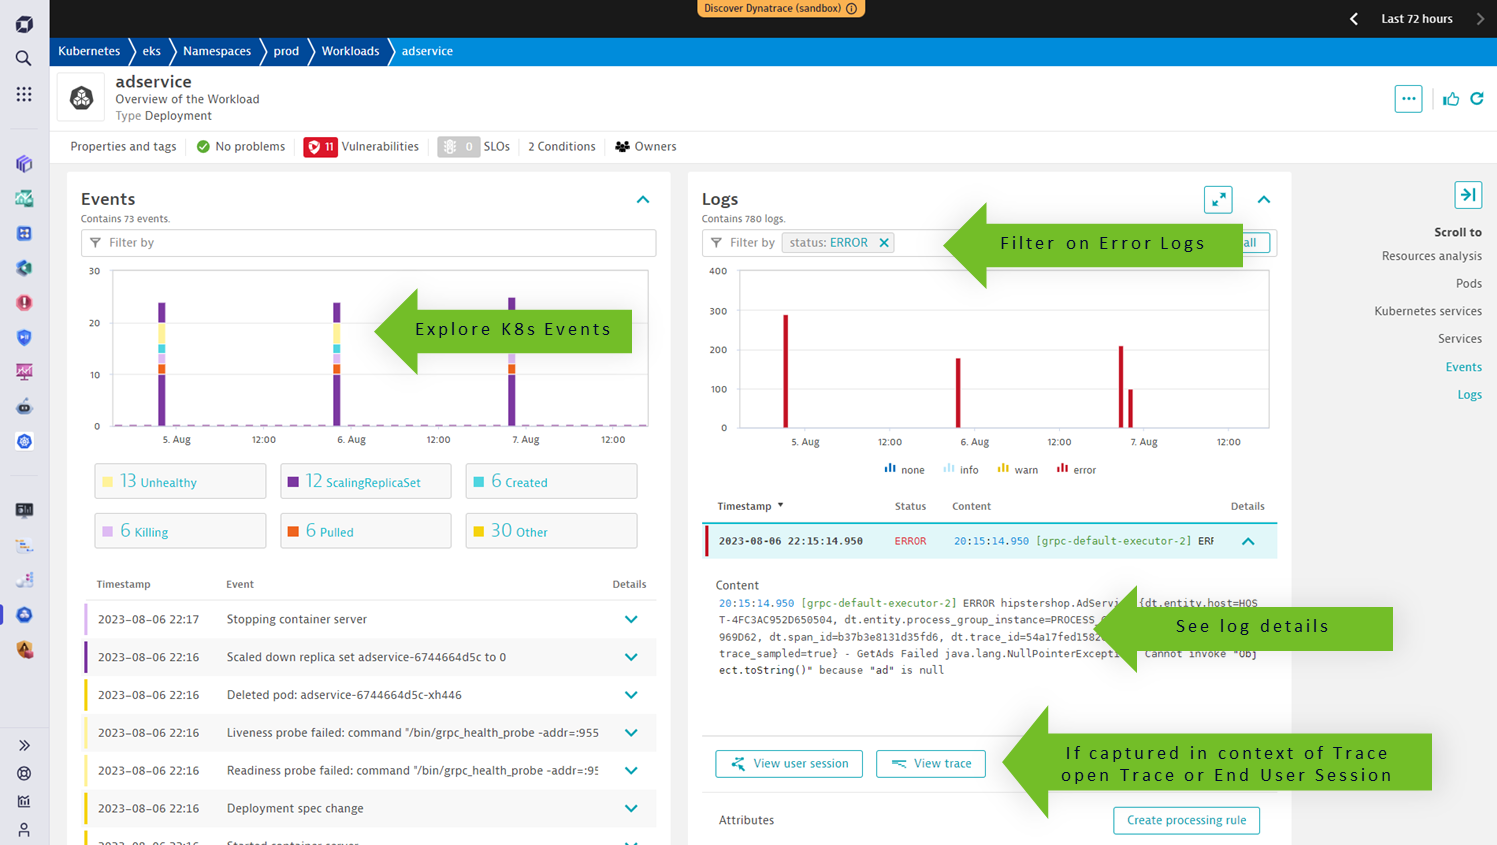 Discover Dynatrace (sandbox)
Last 72 hours
Kubernetes
eks
Namespaces
prod
Workloads
adservice
adservice
Overview of the Workload
Type Deployment
Properties and tags
No problems
11 Vulnerabilities
0 SLOs
2 Conditions
Owners
Events
Contains 73 events.
Filter by
30
20
10
0
5. Aug
12:00
6. Aug
12:00
7. Aug
12:00
Explore K8s Events
13 Unhealthy
12 ScalingReplicaSet
6 Created
6 Killing
6 Pulled
30 Other
Timestamp Event Details
2023-08-06 22:17 Stopping container server
2023-08-06 22:16 Scaled down replica set adservice-6744664d5c to 0
2023-08-06 22:16 Deleted pod: adservice-6744664d5c-xh446
2023-08-06 22:16 Liveness probe failed: command "/bin/grpc_health_probe -addr=:955
2023-08-06 22:16 Readiness probe failed: command "/bin/grpc_health_probe -addr=:95
2023-08-06 22:16 Deployment spec change
Logs
Contains 780 logs.
Filter by status: ERROR
all
Filter on Error Logs
400
300
200
100
0
5. Aug
12:00
6. Aug
12:00
7. Aug
12:00
none
info
warn
error
Timestamp Status Content Details
2023-08-06 22:15:14.950 ERROR 20:15:14.950 [grpc-default-executor-2] ERF
Content
20:15:14.950 [grpc-default-executor-2] ERROR hipstershop.AdServi {dt.entity.host=HOS
T-4FC3AC952D650504, dt.entity.process_group_instance=PROCESS_
969D62, dt.span_id=b37b3e8131d35fd6, dt.trace_id=54a17fed158
trace_sampled=true} - GetAds Failed java.lang.NullPointerExcepti Cannot invoke "Obj
ect.toString()" because "ad" is null
See log details
View user session
View trace
If captured in context of Trace
open Trace or End User Session
Attributes
Create processing rule
Scroll to
Resources analysis
Pods
Kubernetes services
Services
Events
Logs